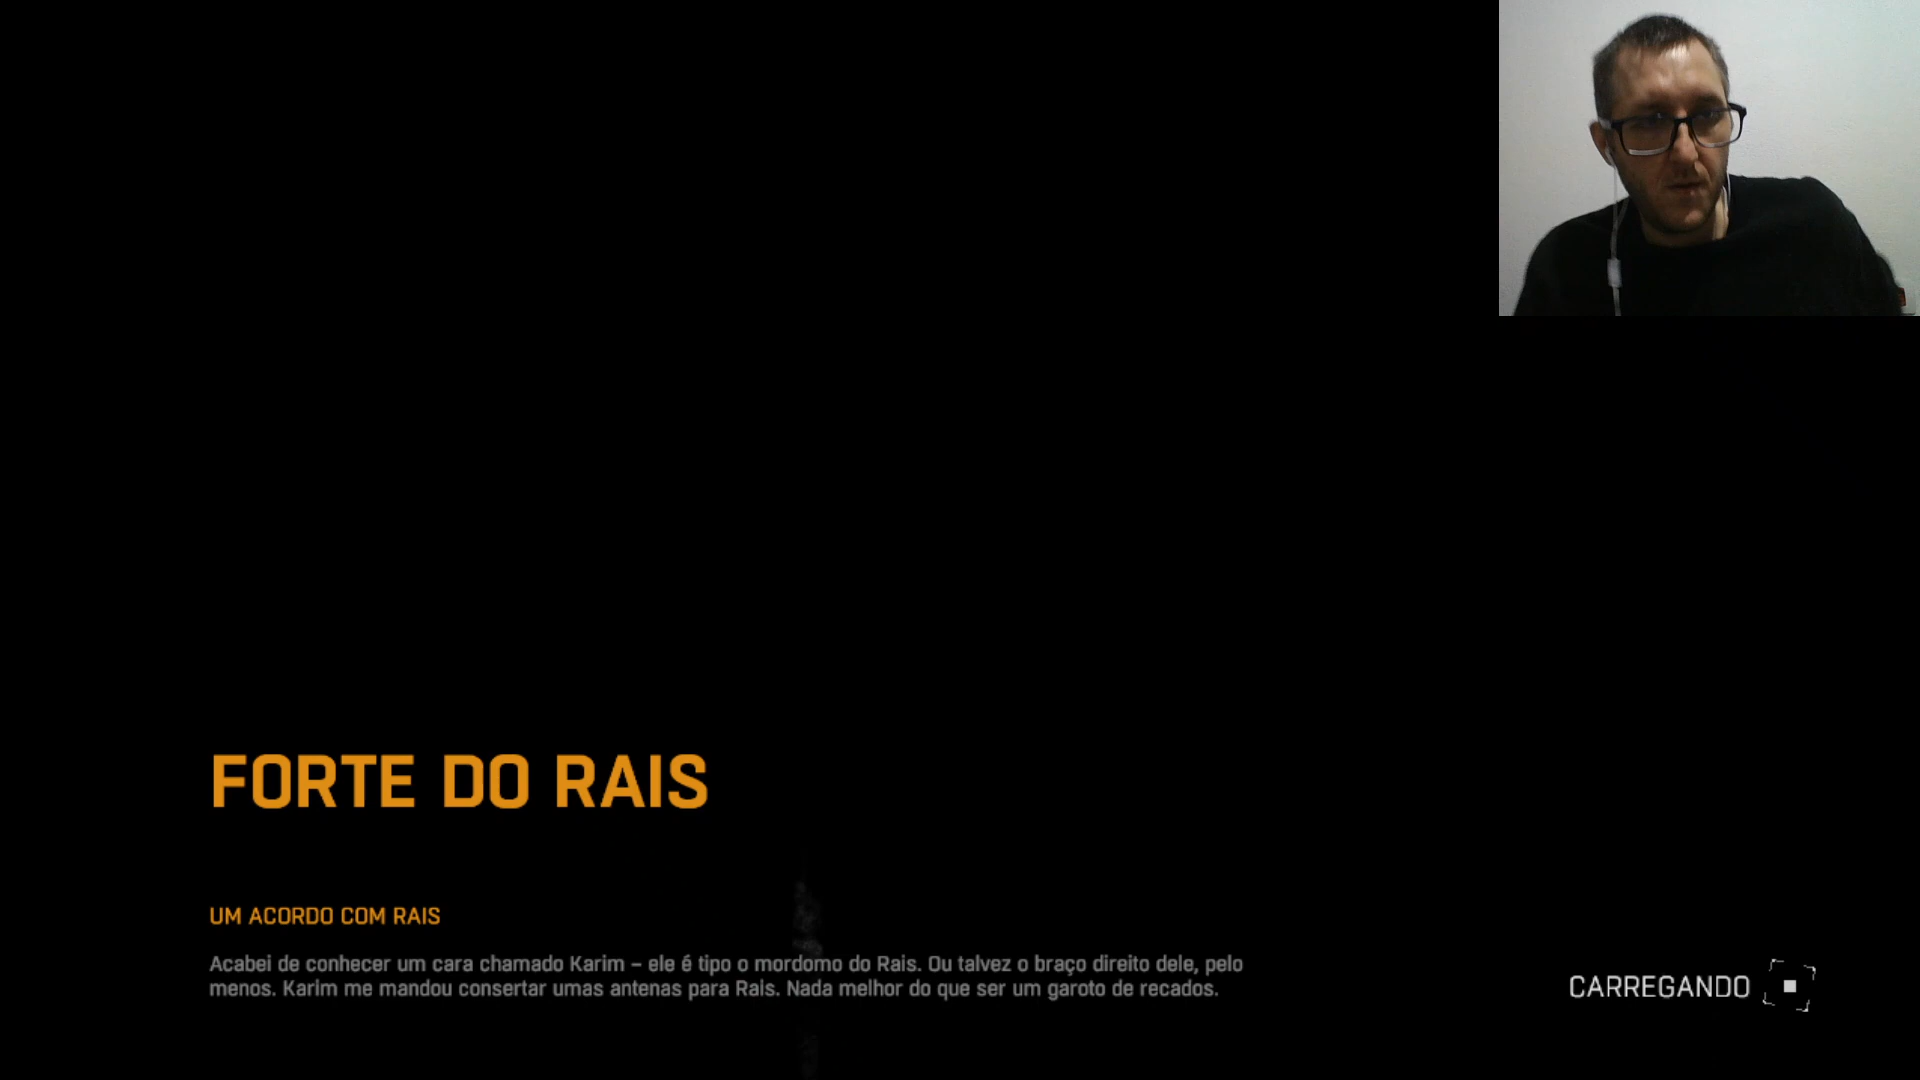 FORTE DO RAIS
UM ACORDO COM RAIS
Acabei de conhecer um cara chamado Karim – ele é tipo o mordomo do Rais. Ou talvez o braço direito dele, pelo
menos. Karim me mandou consertar umas antenas para Rais. Nada melhor do que ser um garoto de recados.
CARREGANDO